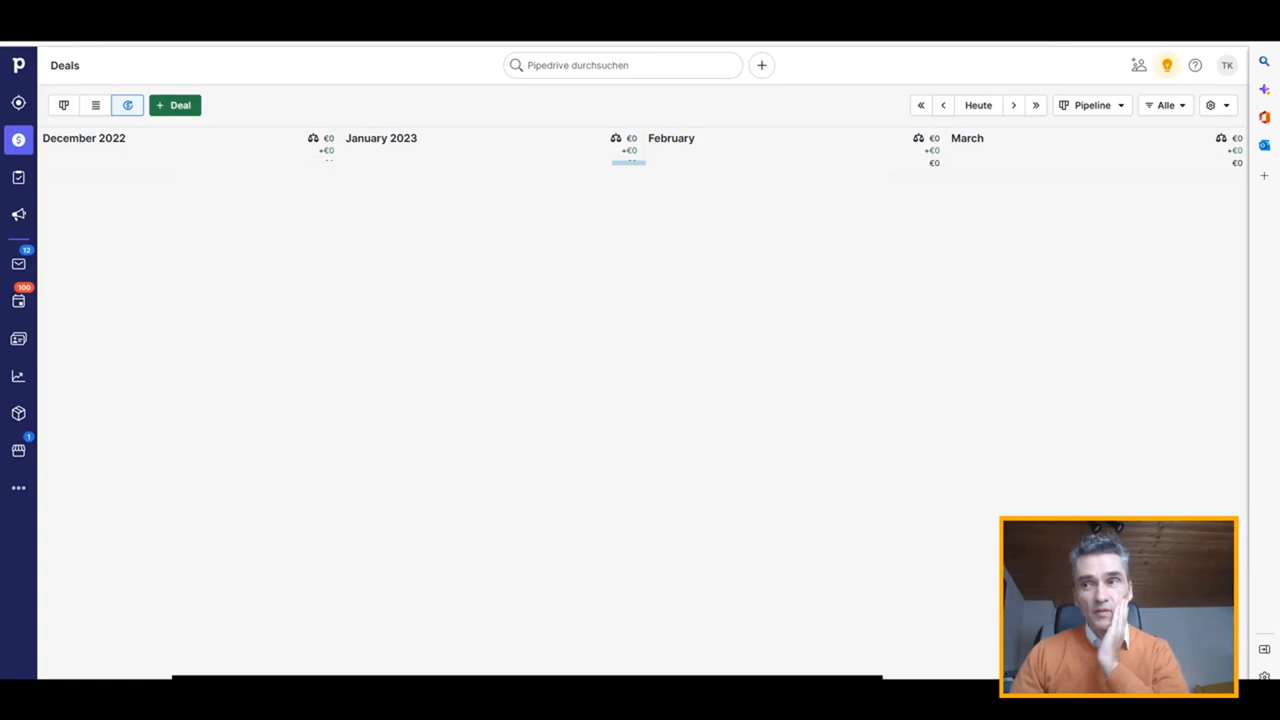 p
Deals
Pipedrive durchsuchen
TK
+ Deal
Heute
Pipeline
Alle
December 2022
€0
+€0
January 2023
€0
+€0
February
€0
+€0
€0
March
€0
+€0
€0
12
100
1